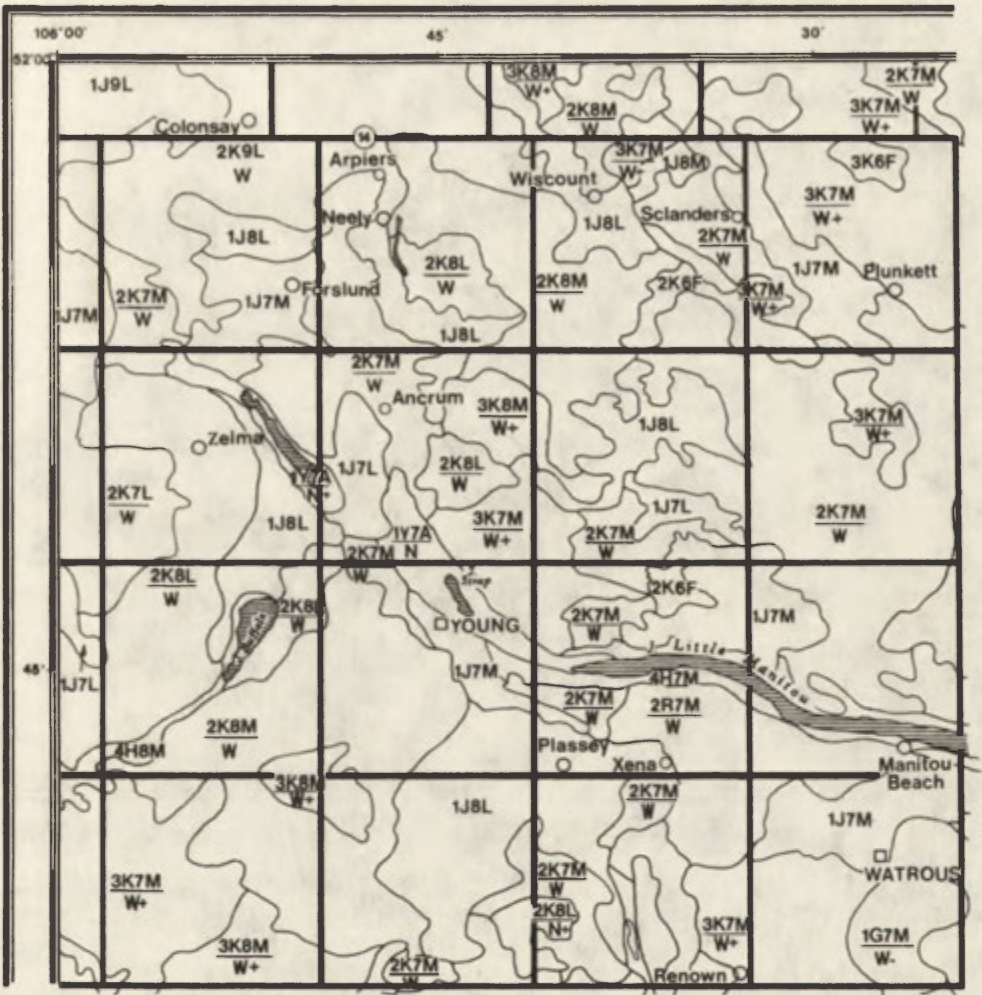 106°00'
45'
30'
52°00'
1J9L
3K8M
W+
2K8M
W
2K7M
W
3K7M
W+
Colonsay
14
2K9L
W
Arpiers
Wiscount
3K7M
W+
1J8M
3K6F
Neely
1J8L
Sclanders
3K7M
W+
1J8L
2K7M
W
2K8L
W
1J7M
Plunkett
2K7M
W
1J7M
Forslund
2K8M
W
2K6F
3K7M
W+
1J7M
1J8L
2K7M
W
Ancrum
3K8M
W+
1J8L
3K7M
W+
Zelma
1J7L
2K8L
W
1Y7A
N+
2K7L
W
1J8L
1Y7A
N
3K7M
W+
1J7L
2K7M
W
2K7M
W
2K7M
W
2K8L
W
2K8L
W
Strap
2K6F
2K7M
W
1J7M
YOUNG
Little Manitou
45'
1J7L
1J7M
4H7M
2K7M
W
2R7M
W
4H8M
2K8M
W
Plassey
Xena
Manitou
Beach
3K8M
W+
1J8L
2K7M
W
1J7M
WATROUS
3K7M
W+
2K7M
W
2K8L
N+
3K7M
W+
1G7M
W-
3K8M
W+
2K7M
W
Renown